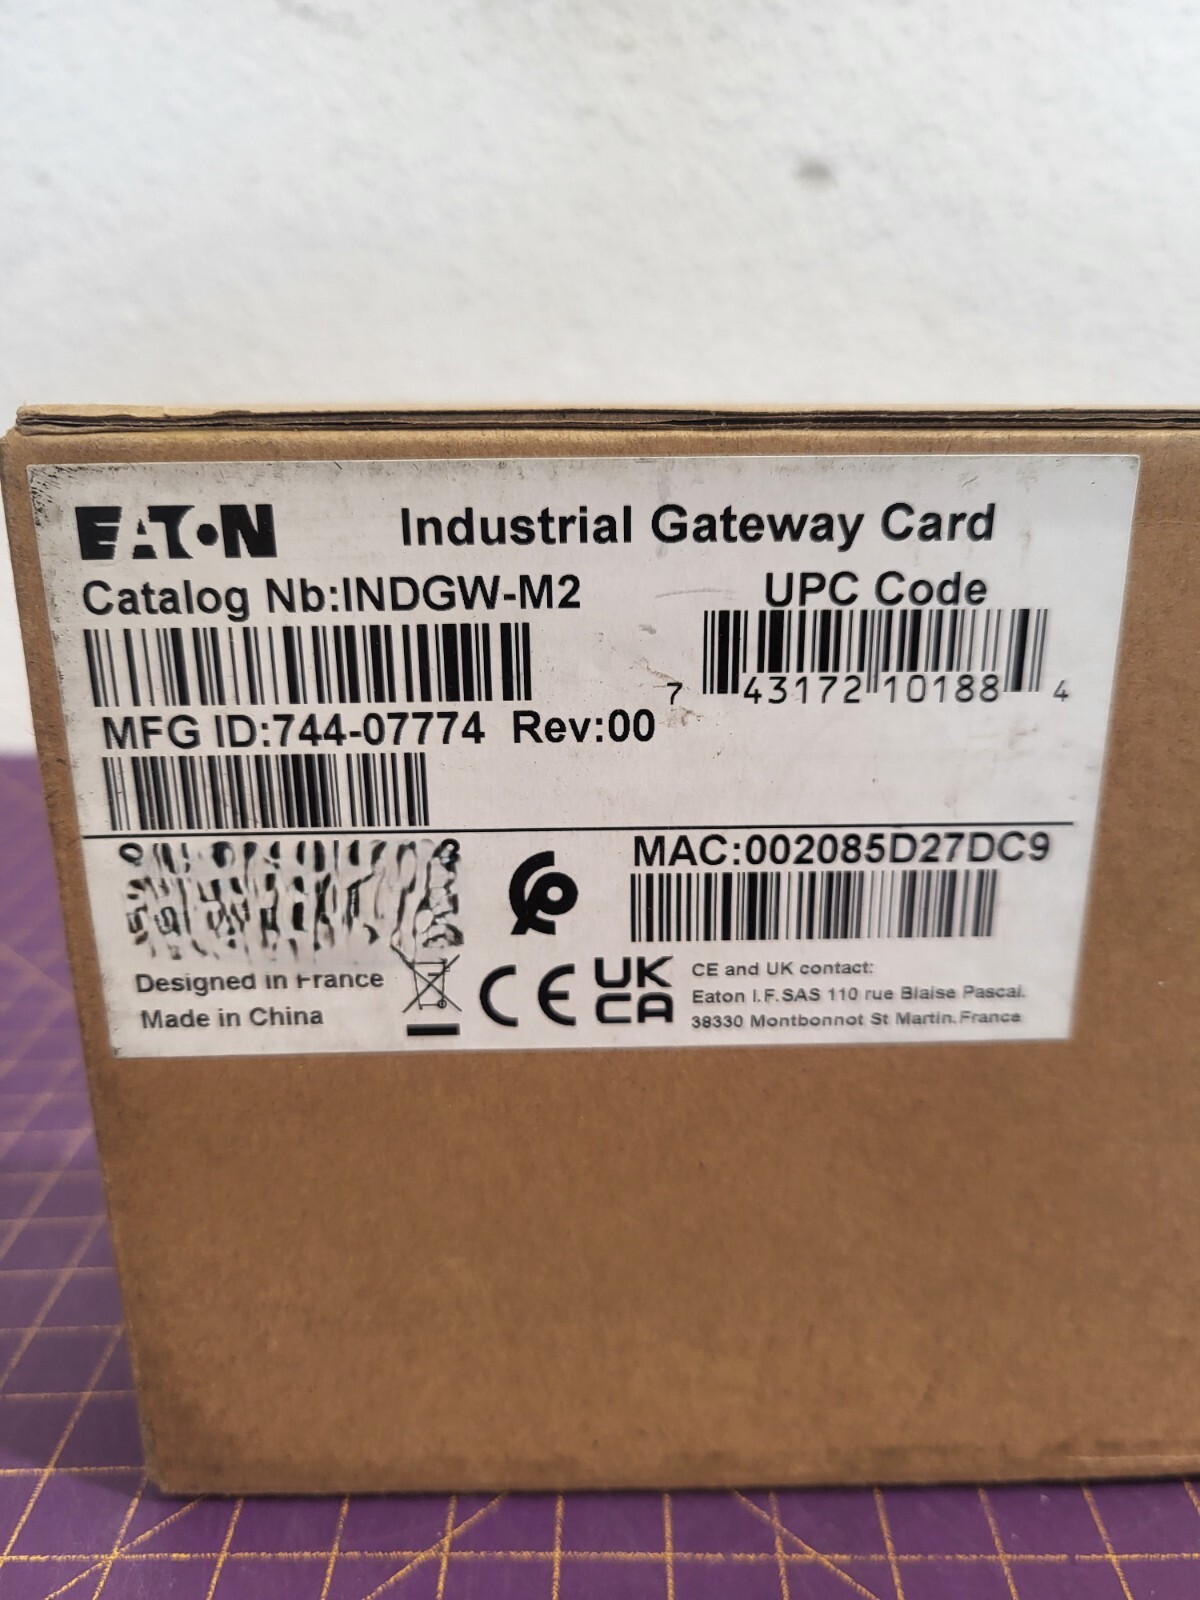 EATON
Industrial Gateway Card
Catalog Nb:INDGW-M2
UPC Code
7 43172 10188 4
MFG ID:744-07774 Rev:00
MAC:002085D27DC9
Designed in France
Made in China
CE
UK
CA
CE and UK contact:
Eaton I.F.SAS 110 rue Blaise Pascal.
38330 Montbonnot St Martin.France